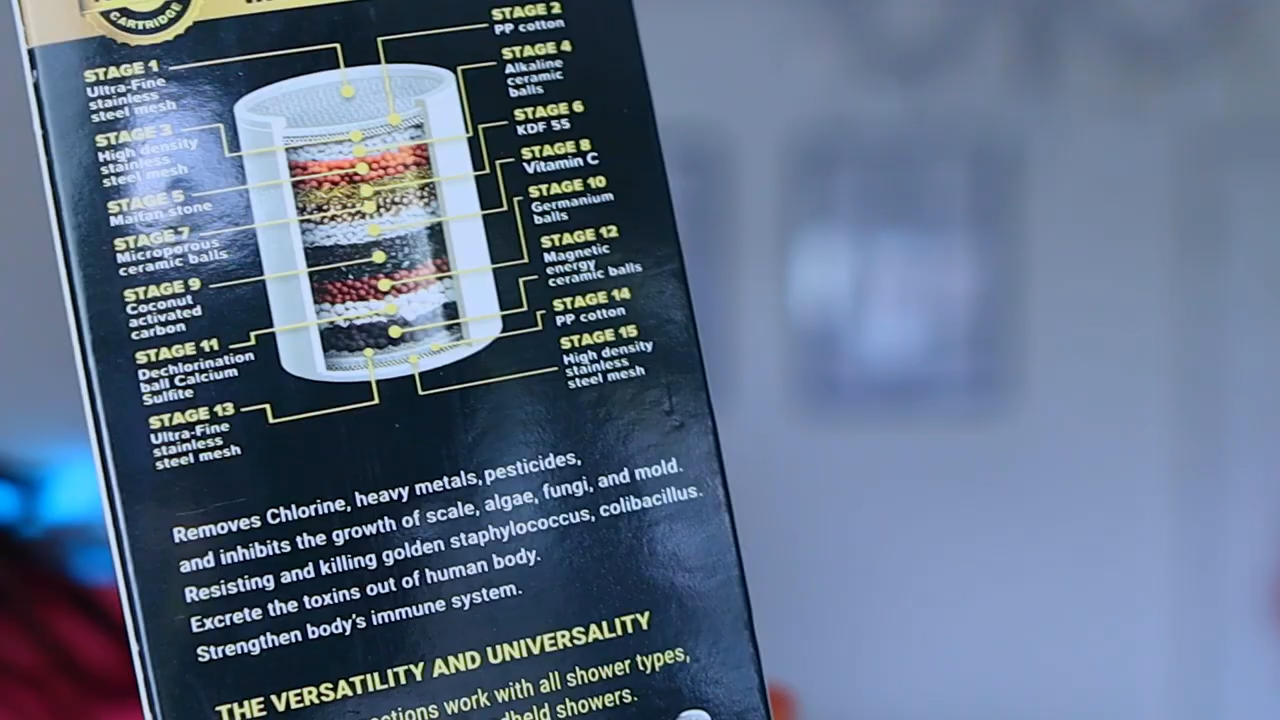 CARTRIDGE
STAGE 1
Ultra-Fine
stainless
steel mesh
STAGE 2
PP cotton
STAGE 3
High density
stainless
steel mesh
STAGE 4
Alkaline
ceramic
balls
STAGE 5
Maifan stone
STAGE 6
KDF 55
STAGE 7
Microporous
ceramic balls
STAGE 8
Vitamin C
STAGE 9
Coconut
activated
carbon
STAGE 10
Germanium
balls
STAGE 11
Dechlorination
ball Calcium
Sulfite
STAGE 12
Magnetic
energy
ceramic balls
STAGE 13
Ultra-Fine
stainless
steel mesh
STAGE 14
PP cotton
STAGE 15
High density
stainless
steel mesh
Removes Chlorine, heavy metals, pesticides,
and inhibits the growth of scale, algae, fungi, and mold.
Resisting and killing golden staphylococcus, colibacillus.
Excrete the toxins out of human body.
Strengthen body's immune system.
THE VERSATILITY AND UNIVERSALITY
work with all shower types,
showers.